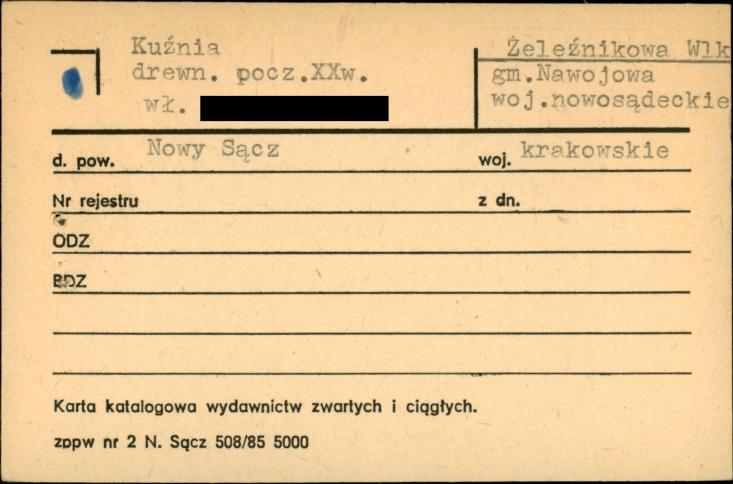 Kuźnia
drewn. pocz.XXw.
wł.
Żeleźnikowa Wlk
gm.Nawojowa
woj.nowosądeckie
d. pow. Nowy Sącz woj. krakowskie
Nr rejestru z dn.
ODZ
BDZ
Karta katalogowa wydawnictw zwartych i ciągłych.
zppw nr 2 N. Sącz 508/85 5000